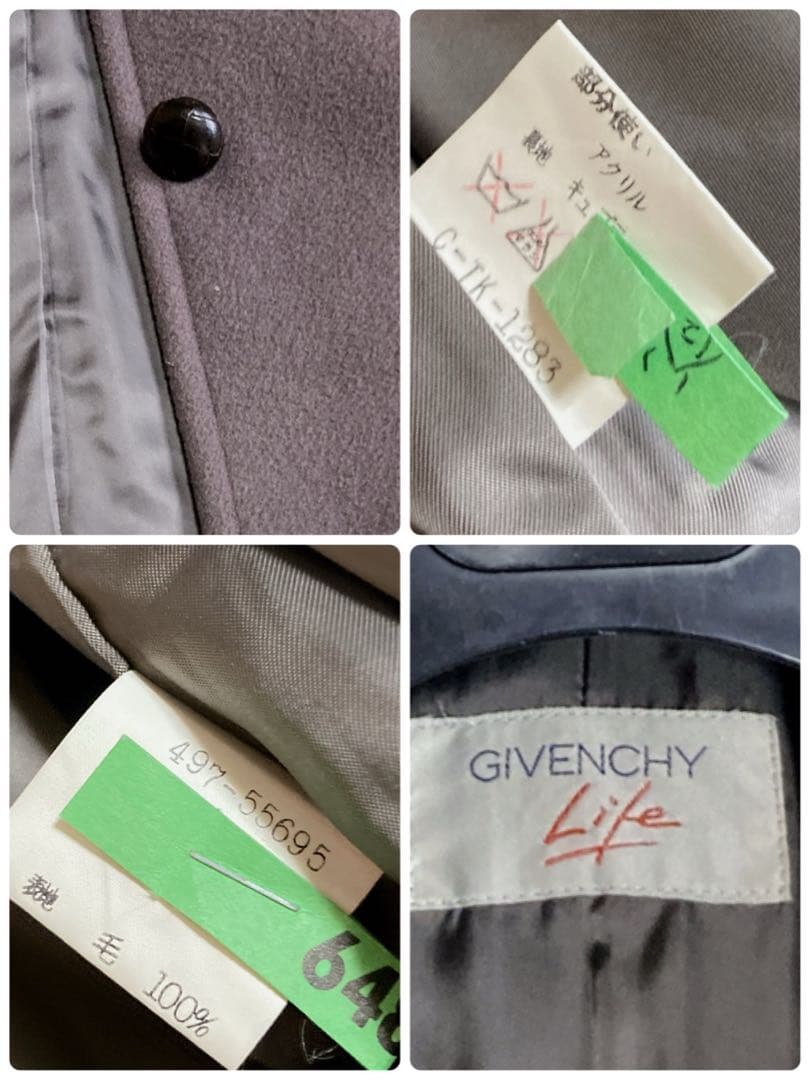 部分使い
アクリル
裏地
キュ
C-TK-1283
497-55695
表地
毛 100%
64
GIVENCHY
Life